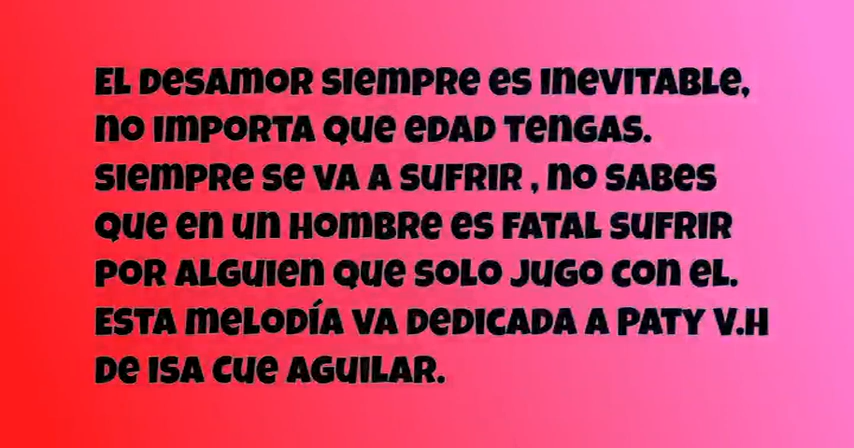 El desamor siempre es inevitable,
no importa que edad tengas.
siempre se va a sufrir , no sabes
que en un hombre es fatal sufrir
por alguien que solo jugo con el.
Esta melodía va dedicada a Paty V.H
de Isa Cue Aguilar.